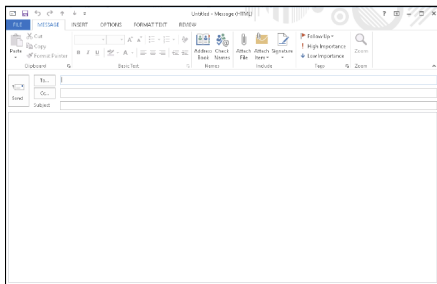 Untitled - Message (HTML)
FILE MESSAGE INSERT OPTIONS FORMAT TEXT REVIEW
Cut
Copy
Format Painter
Paste
B I U
Address Book
Check Names
Attach File
Attach Item
Signature
Follow Up
High Importance
Low Importance
Zoom
Clipboard Basic Text Names Include Tags Zoom
Send
To...
Cc...
Subject